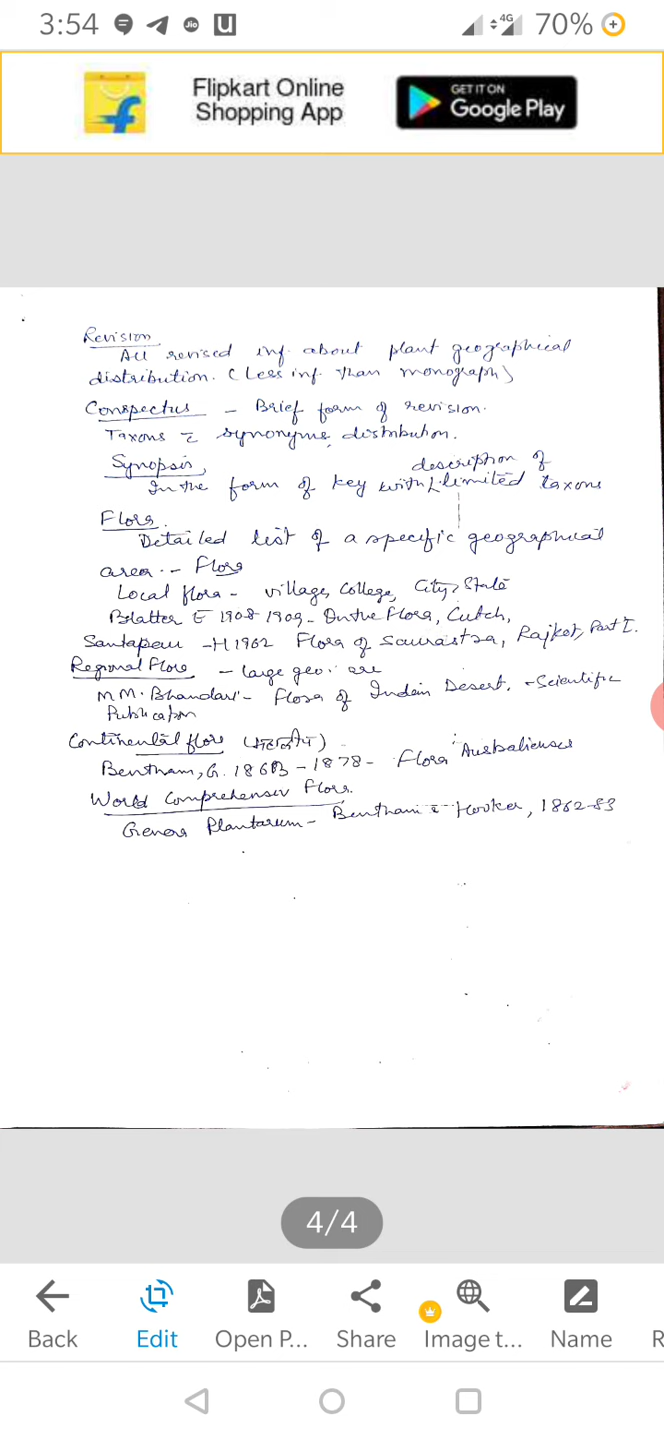 3:54
4G
70%
Flipkart Online
Shopping App
GET IT ON
Google Play
Revision
All revised inf. about plant geographical
distribution. (Less inf. than monograph)
Conspectus – Brief form of revision.
Taxons synonyms, distribution.
Synopsis
In the form of key with description of limited taxons
Flora.
Detailed list of a specific geographical
area. – Flora
Local flora – village, College, City, State
Blatter E 1908 1909 – Flora, Cutch,
Santapau – H 1962 Flora of Saurastra, Rajkot, Part I.
Regional Flora – large geo. are
M M. Bhandari – Flora of Indain Desert. – Scientific
Publication
Continental flora
Bentham, G. 1863 – 1878 – Flora Australiensis
World Comprehensiv Flora.
Genera Plantarum – Bentham & Hooker, 1862-83
4/4
Back
Edit
Open P...
Share
Image t...
Name
R